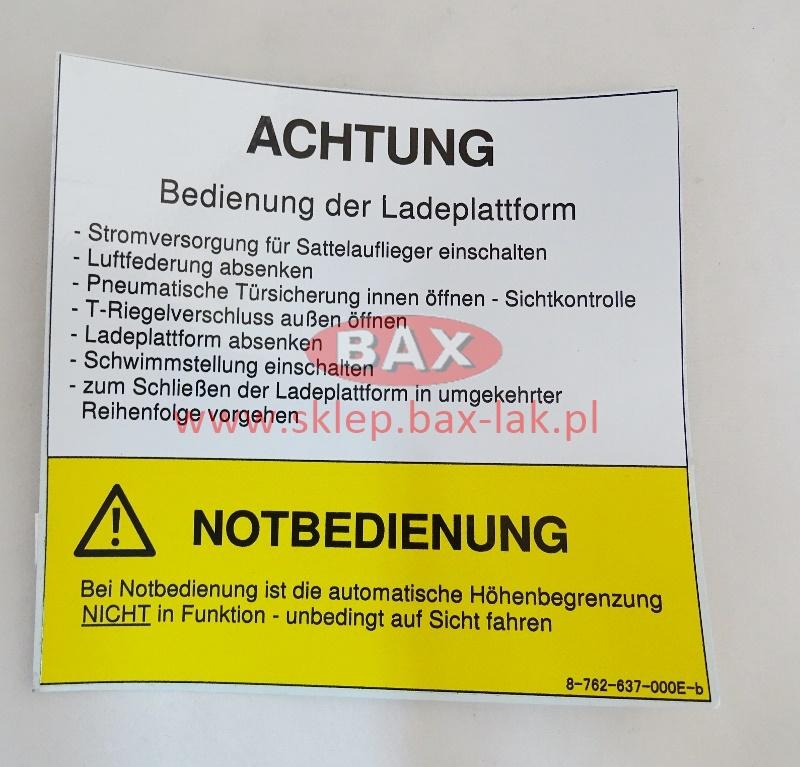 ACHTUNG
Bedienung der Ladeplattform
- Stromversorgung für Sattelauflieger einschalten
- Luftfederung absenken
- Pneumatische Türsicherung innen öffnen - Sichtkontrolle
- T-Riegelverschluss außen öffnen
- Ladeplattform absenken
BAX
- Schwimmstellung einschalten
- zum Schließen der Ladeplattform in umgekehrter
Reihenfolge vorgehen
www.sklep.bax-lak.pl
NOTBEDIENUNG
Bei Notbedienung ist die automatische Höhenbegrenzung
NICHT in Funktion - unbedingt auf Sicht fahren
8-762-637-000E-b